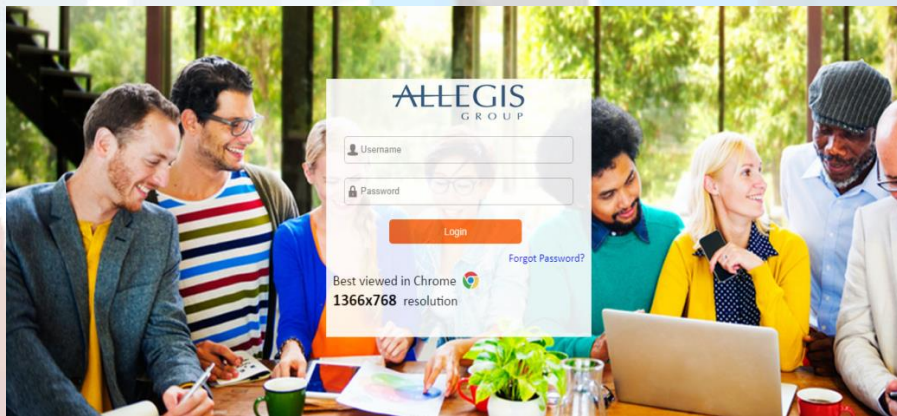 ALLEGIS
GROUP
Username
Password
Login
Forgot Password?
Best viewed in Chrome
1366x768 resolution